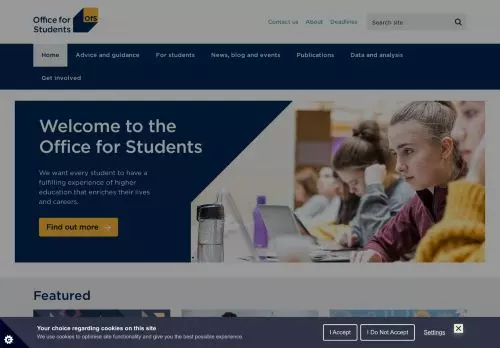 Office for
Students
OfS
Contact us
About
Deadlines
Search site
Home
Advice and guidance
For students
News, blog and events
Publications
Data and analysis
Get involved
Welcome to the
Office for Students
We want every student to have a
fulfilling experience of higher
education that enriches their lives
and careers.
Find out more
Featured
Your choice regarding cookies on this site
We use cookies to optimise site functionality and give you the best possible experience.
I Accept
I Do Not Accept
Settings